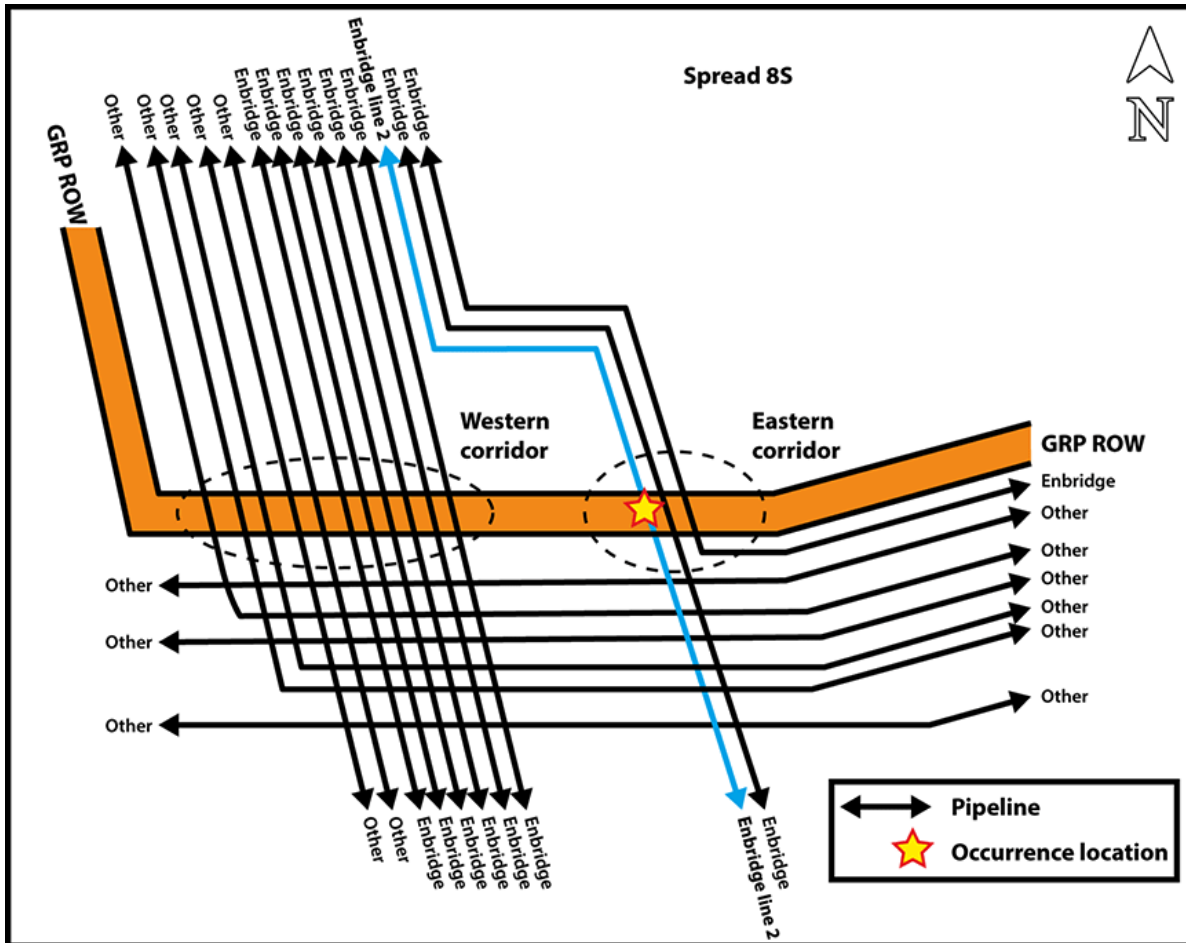 Spread 8S
N
GRP ROW
Other
Other
Other
Other
Other
Enbridge
Enbridge
Enbridge
Enbridge
Enbridge
Enbridge
Enbridge line 2
Enbridge
Enbridge
Western
corridor
Eastern
corridor
GRP ROW
Enbridge
Other
Other
Other
Other
Other
Other
Other
Other
Other
Other
Other
Enbridge
Enbridge
Enbridge
Enbridge
Enbridge
Enbridge
Enbridge line 2
Enbridge
Pipeline
Occurrence location